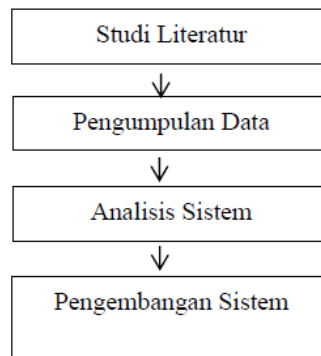 Studi Literatur
Pengumpulan Data
Analisis Sistem
Pengembangan Sistem